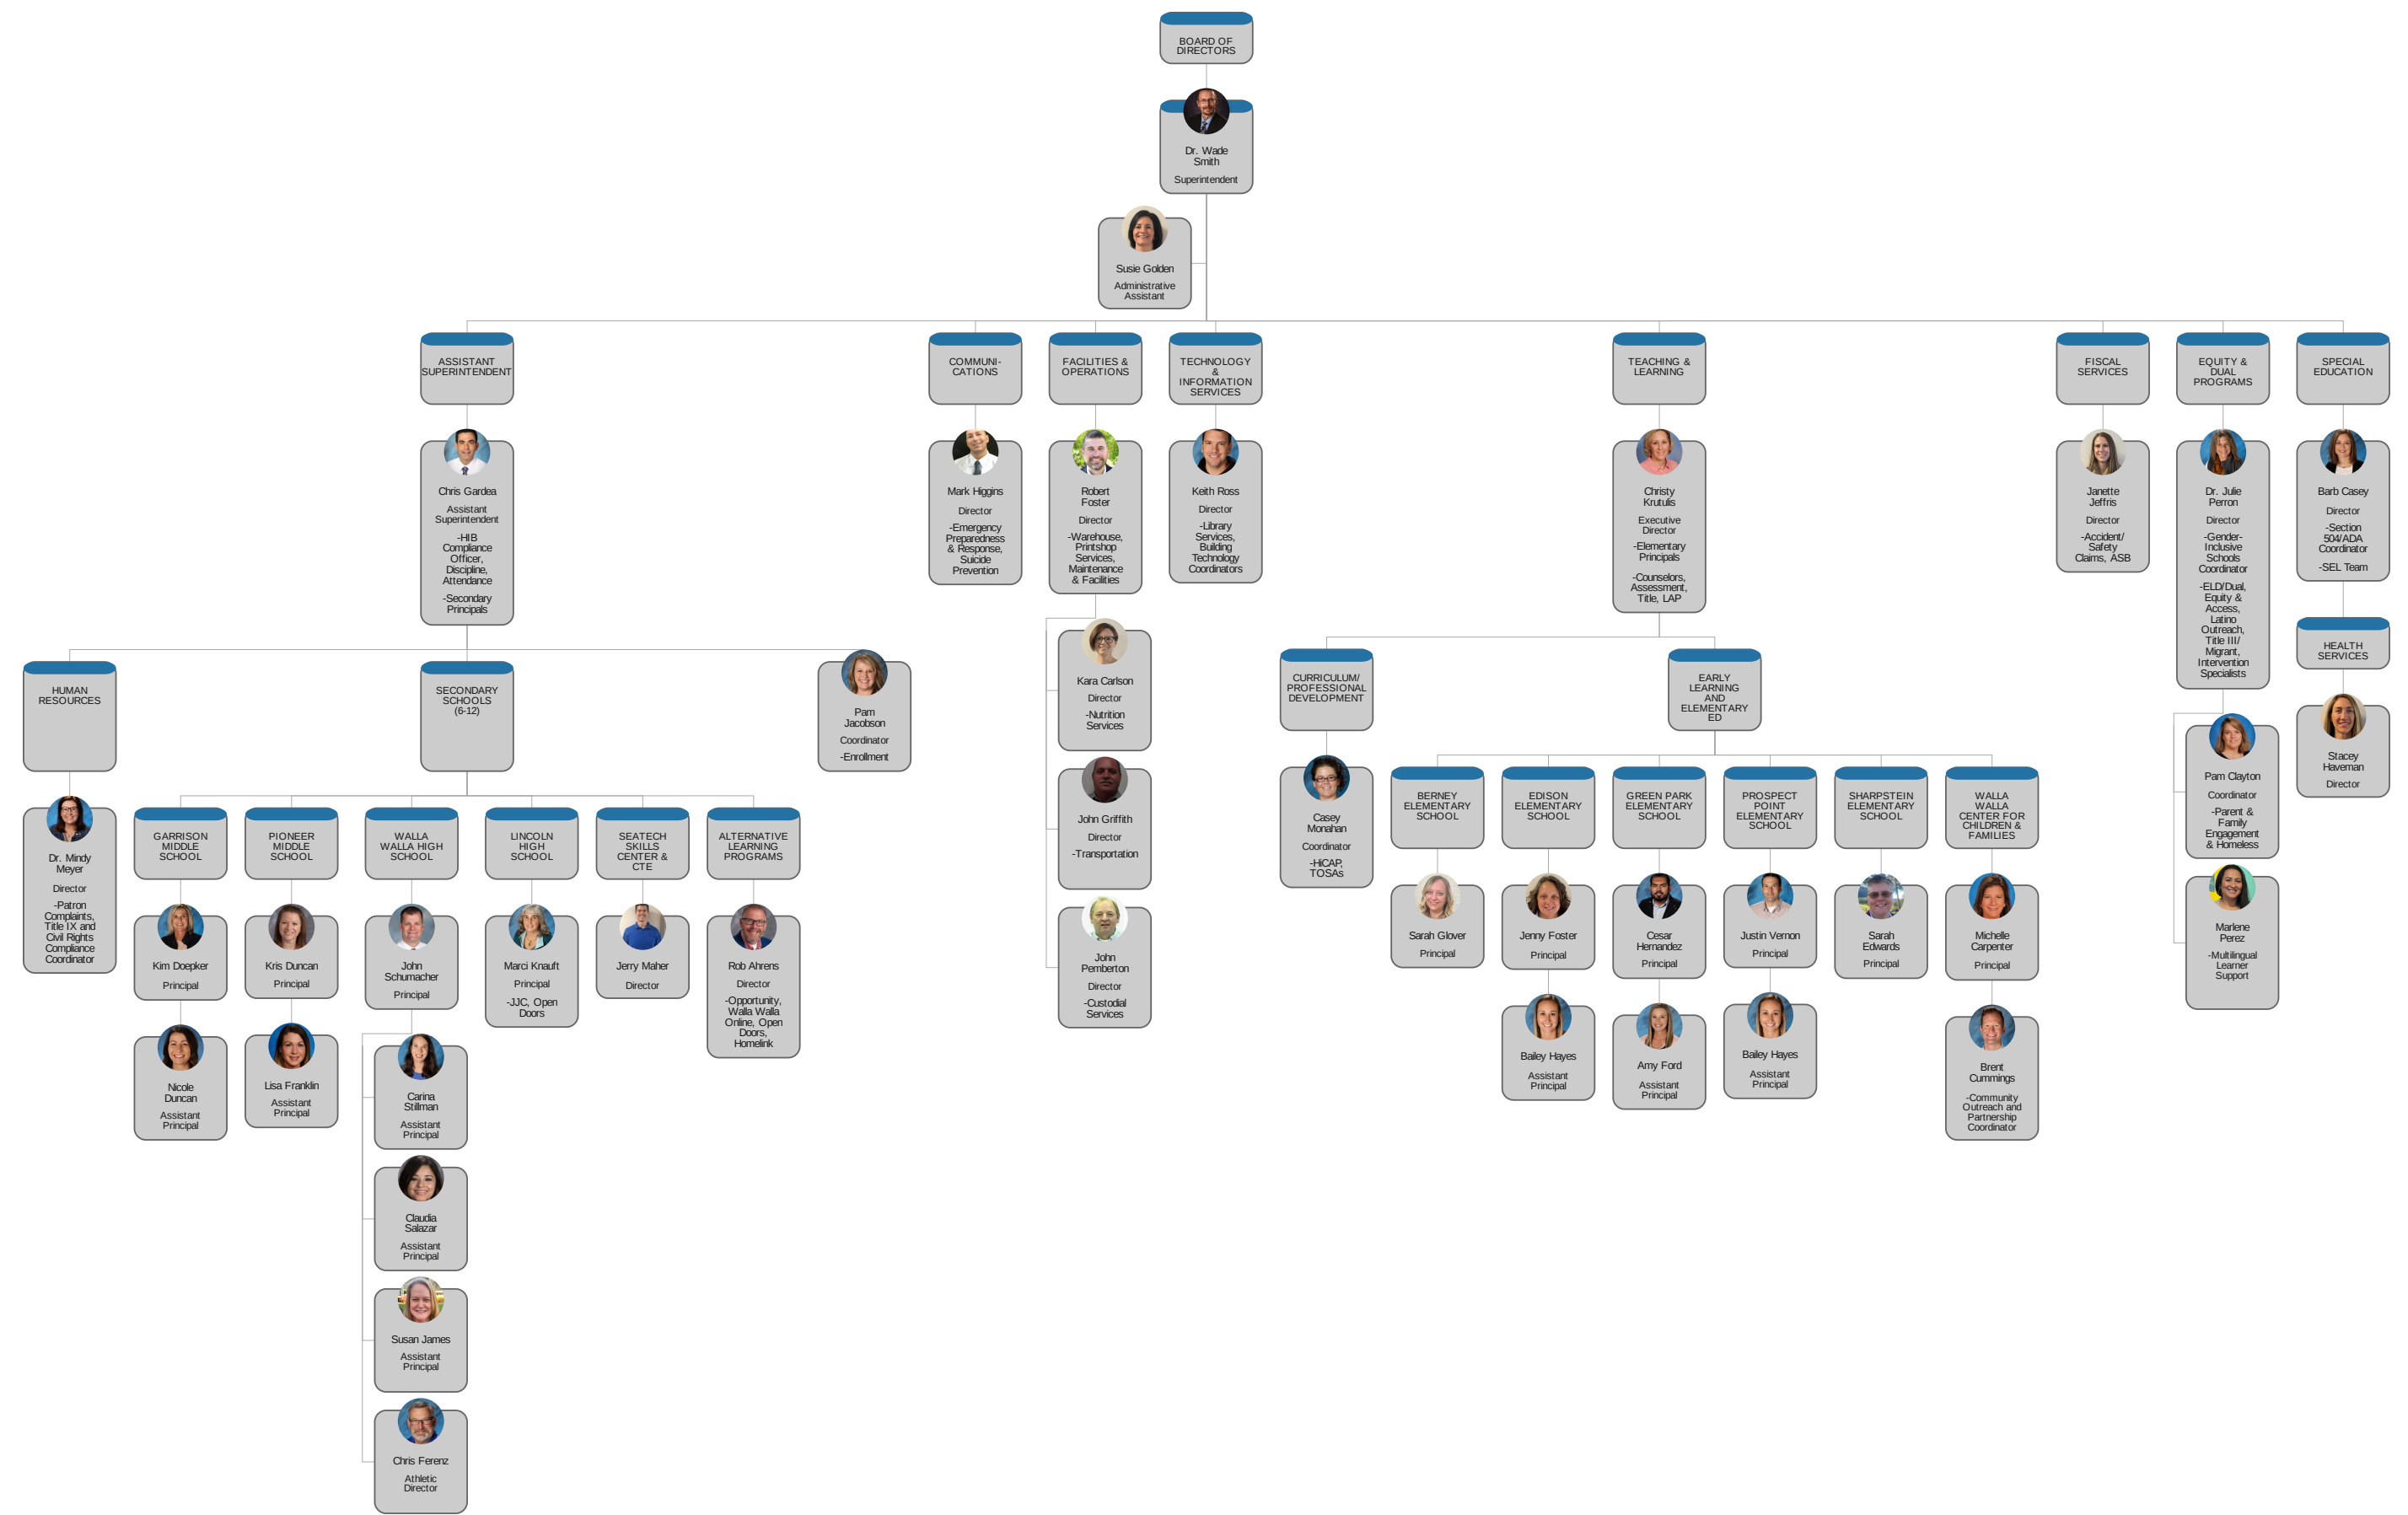 BOARD OF
DIRECTORS
Dr. Wade
Smith
Superintendent
Susie Golden
Administrative
Assistant
ASSISTANT
SUPERINTENDENT
Chris Gardea
Assistant
Superintendent
-HIB
Compliance
Officer,
Discipline,
Attendance
-Secondary
Principals
COMMUNI-
CATIONS
Mark Higgins
Director
-Emergency
Preparedness
& Response,
Suicide
Prevention
FACILITIES &
OPERATIONS
Robert
Foster
Director
-Warehouse,
Printshop
Services,
Maintenance
& Facilities
TECHNOLOGY
&
INFORMATION
SERVICES
Keith Ross
Director
-Library
Services,
Building
Technology
Coordinators
TEACHING &
LEARNING
Christy
Krutulis
Executive
Director
-Elementary
Principals
-Counselors,
Assessment,
Title, LAP
FISCAL
SERVICES
Janette
Jeffris
Director
-Accident/
Safety
Claims, ASB
EQUITY &
DUAL
PROGRAMS
Dr. Julie
Perron
Director
-Gender-
Inclusive
Schools
Coordinator
-ELD/Dual,
Equity &
Access,
Latino
Outreach,
Title III/
Migrant,
Intervention
Specialists
SPECIAL
EDUCATION
Barb Casey
Director
-Section
504/ADA
Coordinator
-SEL Team
HEALTH
SERVICES
Stacey
Haveman
Director
HUMAN
RESOURCES
Dr. Mindy
Meyer
Director
-Patron
Complaints,
Title IX and
Civil Rights
Compliance
Coordinator
SECONDARY
SCHOOLS
(6-12)
Pam
Jacobson
Coordinator
-Enrollment
GARRISON
MIDDLE
SCHOOL
Kim Doepker
Principal
Nicole
Duncan
Assistant
Principal
PIONEER
MIDDLE
SCHOOL
Kris Duncan
Principal
Lisa Franklin
Assistant
Principal
WALLA
WALLA HIGH
SCHOOL
John
Schumacher
Principal
Carina
Stillman
Assistant
Principal
Claudia
Salazar
Assistant
Principal
Susan James
Assistant
Principal
Chris Ferenz
Athletic
Director
LINCOLN
HIGH
SCHOOL
Marci Knauft
Principal
-JJC, Open
Doors
SEATECH
SKILLS
CENTER &
CTE
Jerry Maher
Director
ALTERNATIVE
LEARNING
PROGRAMS
Rob Ahrens
Director
-Opportunity,
Walla Walla
Online, Open
Doors,
Homelink
Kara Carlson
Director
-Nutrition
Services
John Griffith
Director
-Transportation
John
Pemberton
Director
-Custodial
Services
CURRICULUM/
PROFESSIONAL
DEVELOPMENT
Casey
Monahan
Coordinator
-HiCAP,
TOSAs
EARLY
LEARNING
AND
ELEMENTARY
ED
BERNEY
ELEMENTARY
SCHOOL
Sarah Glover
Principal
EDISON
ELEMENTARY
SCHOOL
Jenny Foster
Principal
Bailey Hayes
Assistant
Principal
GREEN PARK
ELEMENTARY
SCHOOL
Cesar
Hernandez
Principal
Amy Ford
Assistant
Principal
PROSPECT
POINT
ELEMENTARY
SCHOOL
Justin Vernon
Principal
Bailey Hayes
Assistant
Principal
SHARPSTEIN
ELEMENTARY
SCHOOL
Sarah
Edwards
Principal
WALLA
WALLA
CENTER FOR
CHILDREN &
FAMILIES
Michelle
Carpenter
Principal
Brent
Cummings
-Community
Outreach and
Partnership
Coordinator
Pam Clayton
Coordinator
-Parent &
Family
Engagement
& Homeless
Marlene
Perez
-Multilingual
Learner
Support